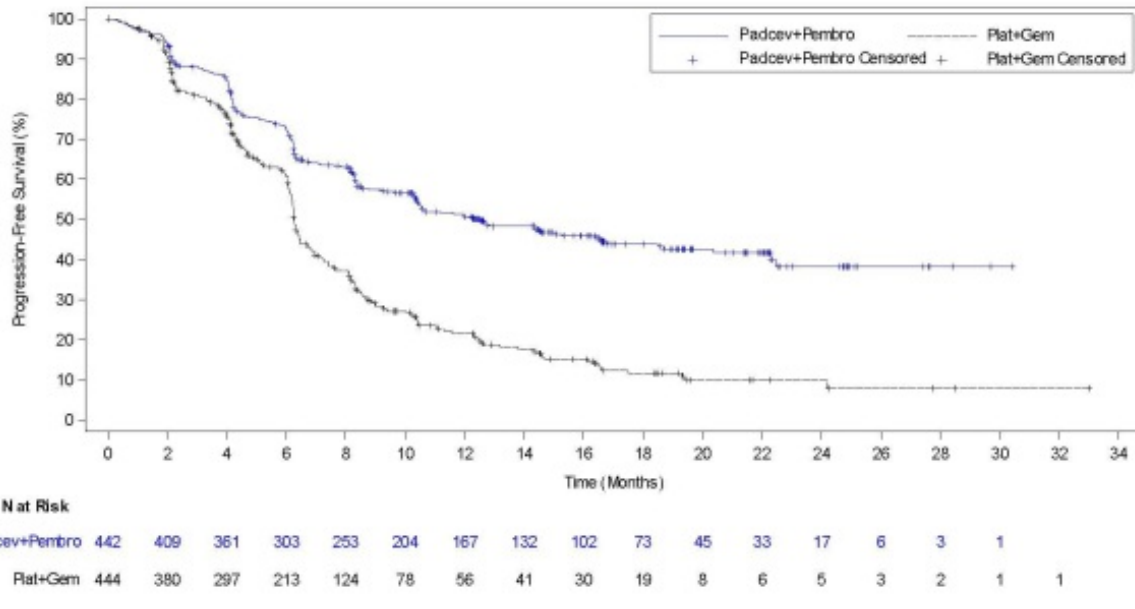 Progression-Free Survival (%)
100
90
80
70
60
50
40
30
20
10
0
Padcev+Pembro
Plat+Gem
Padcev+Pembro Censored
Plat+Gem Censored
0 2 4 6 8 10 12 14 16 18 20 22 24 26 28 30 32 34
Time (Months)
N at Risk
cev+Pembro 442 409 361 303 253 204 167 132 102 73 45 33 17 6 3 1
Plat+Gem 444 380 297 213 124 78 56 41 30 19 8 6 5 3 2 1 1